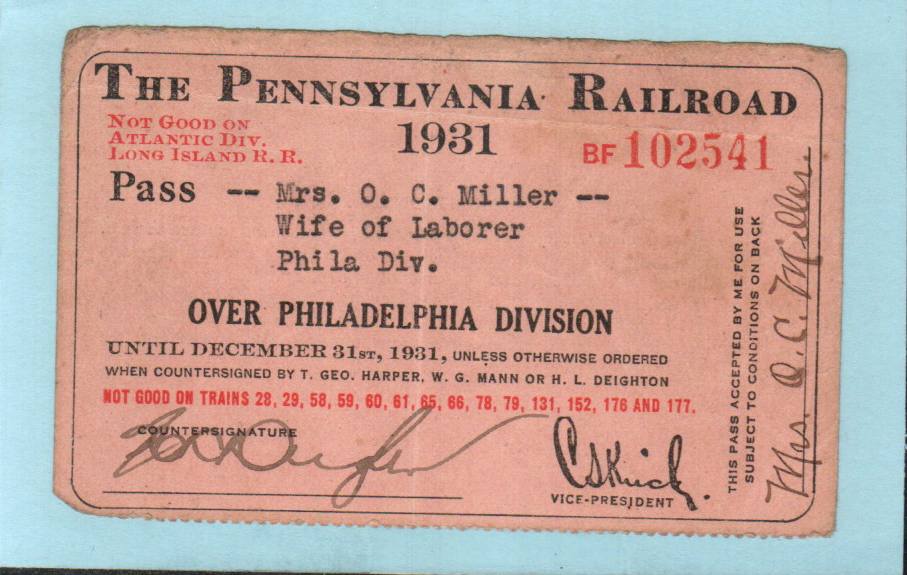 THE PENNSYLVANIA RAILROAD
NOT GOOD ON
ATLANTIC DIV.
LONG ISLAND R. R.
1931
BF 102541
Pass -- Mrs. O. C. Miller --
Wife of Laborer
Phila Div.
OVER PHILADELPHIA DIVISION
UNTIL DECEMBER 31ST, 1931, UNLESS OTHERWISE ORDERED
WHEN COUNTERSIGNED BY T. GEO. HARPER, W. G. MANN OR H. L. DEIGHTON
NOT GOOD ON TRAINS 28, 29, 58, 59, 60, 61, 65, 66, 78, 79, 131, 152, 176 AND 177.
COUNTERSIGNATURE
VICE-PRESIDENT
THIS PASS ACCEPTED BY ME FOR USE
SUBJECT TO CONDITIONS ON BACK
Mrs. O. C. Miller